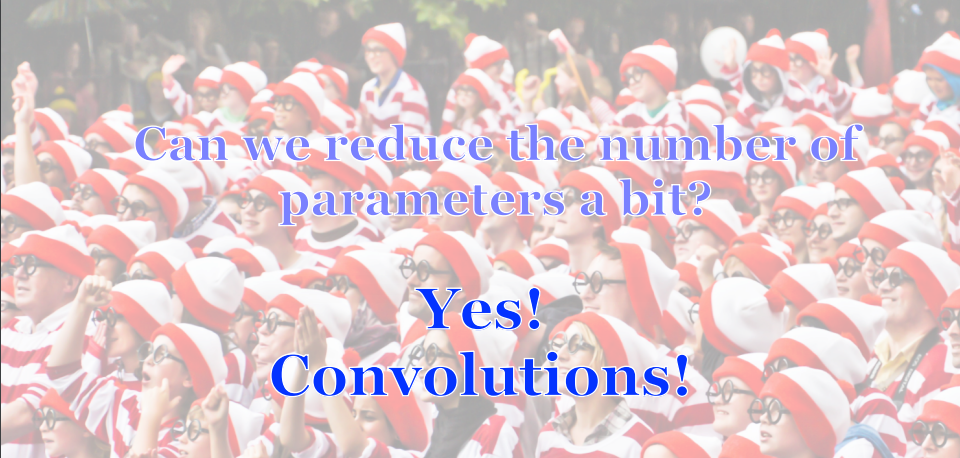 Can we reduce the number of
parameters a bit?
Yes!
Convolutions!